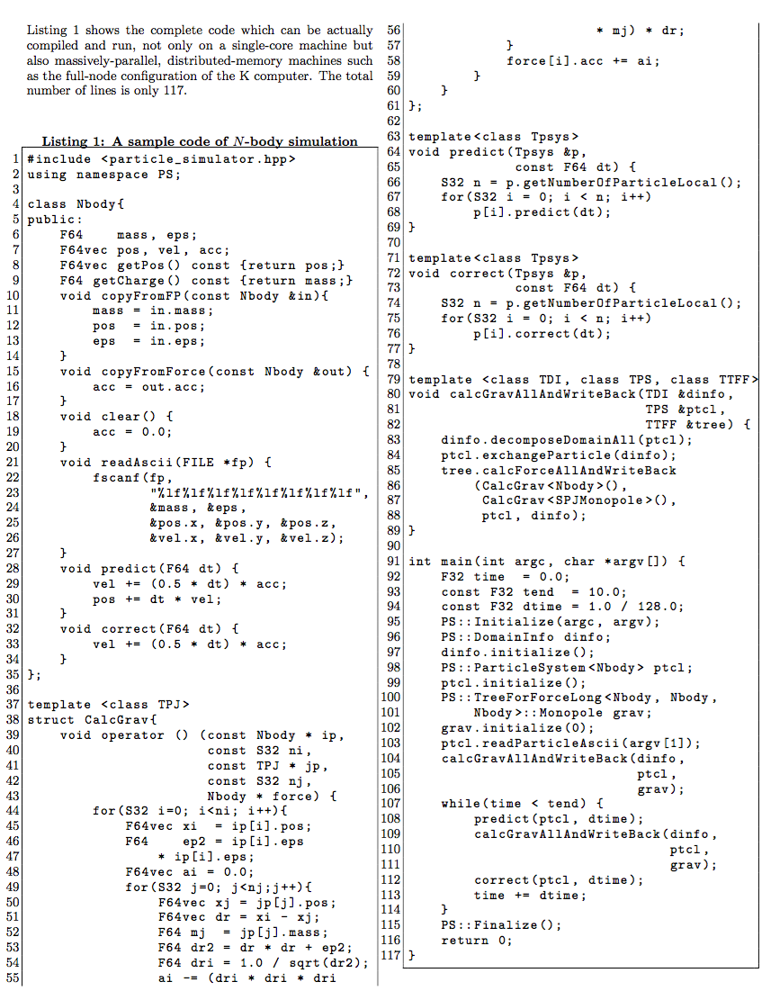 Listing 1 shows the complete code which can be actually
compiled and run, not only on a single-core machine but
also massively-parallel, distributed-memory machines such
as the full-node configuration of the K computer. The total
number of lines is only 117.
Listing 1: A sample code of N-body simulation
1 #include <particle_simulator.hpp>
2 using namespace PS;
3
4 class Nbody{
5 public:
6     F64    mass, eps;
7     F64vec pos, vel, acc;
8     F64vec getPos() const {return pos;}
9     F64 getCharge() const {return mass;}
10     void copyFromFP(const Nbody &in){
11         mass = in.mass;
12         pos  = in.pos;
13         eps  = in.eps;
14     }
15     void copyFromForce(const Nbody &out) {
16         acc = out.acc;
17     }
18     void clear() {
19         acc = 0.0;
20     }
21     void readAscii(FILE *fp) {
22         fscanf(fp,
23                "%lf%lf%lf%lf%lf%lf%lf%lf",
24                &mass, &eps,
25                &pos.x, &pos.y, &pos.z,
26                &vel.x, &vel.y, &vel.z);
27     }
28     void predict(F64 dt) {
29         vel += (0.5 * dt) * acc;
30         pos += dt * vel;
31     }
32     void correct(F64 dt) {
33         vel += (0.5 * dt) * acc;
34     }
35 };
36
37 template <class TPJ>
38 struct CalcGrav{
39     void operator () (const Nbody * ip,
40                       const S32 ni,
41                       const TPJ * jp,
42                       const S32 nj,
43                       Nbody * force) {
44         for(S32 i=0; i<ni; i++){
45             F64vec xi  = ip[i].pos;
46             F64    ep2 = ip[i].eps
47                 * ip[i].eps;
48             F64vec ai = 0.0;
49             for(S32 j=0; j<nj;j++){
50                 F64vec xj = jp[j].pos;
51                 F64vec dr = xi - xj;
52                 F64 mj  = jp[j].mass;
53                 F64 dr2 = dr * dr + ep2;
54                 F64 dri = 1.0 / sqrt(dr2);
55                 ai -= (dri * dri * dri
56                        * mj) * dr;
57             }
58             force[i].acc += ai;
59         }
60     }
61 };
62
63 template<class Tpsys>
64 void predict(Tpsys &p,
65              const F64 dt) {
66     S32 n = p.getNumberOfParticleLocal();
67     for(S32 i = 0; i < n; i++)
68         p[i].predict(dt);
69 }
70
71 template<class Tpsys>
72 void correct(Tpsys &p,
73              const F64 dt) {
74     S32 n = p.getNumberOfParticleLocal();
75     for(S32 i = 0; i < n; i++)
76         p[i].correct(dt);
77 }
78
79 template <class TDI, class TPS, class TTFF>
80 void calcGravAllAndWriteBack(TDI &dinfo,
81                              TPS &ptcl,
82                              TTFF &tree) {
83     dinfo.decomposeDomainAll(ptcl);
84     ptcl.exchangeParticle(dinfo);
85     tree.calcForceAllAndWriteBack
86         (CalcGrav<Nbody>(),
87          CalcGrav<SPJMonopole>(),
88          ptcl, dinfo);
89 }
90
91 int main(int argc, char *argv[]) {
92     F32 time  = 0.0;
93     const F32 tend  = 10.0;
94     const F32 dtime = 1.0 / 128.0;
95     PS::Initialize(argc, argv);
96     PS::DomainInfo dinfo;
97     dinfo.initialize();
98     PS::ParticleSystem<Nbody> ptcl;
99     ptcl.initialize();
100     PS::TreeForForceLong<Nbody, Nbody,
101         Nbody>::Monopole grav;
102     grav.initialize(0);
103     ptcl.readParticleAscii(argv[1]);
104     calcGravAllAndWriteBack(dinfo,
105                             ptcl,
106                             grav);
107     while(time < tend) {
108         predict(ptcl, dtime);
109         calcGravAllAndWriteBack(dinfo,
110                                 ptcl,
111                                 grav);
112         correct(ptcl, dtime);
113         time += dtime;
114     }
115     PS::Finalize();
116     return 0;
117 }